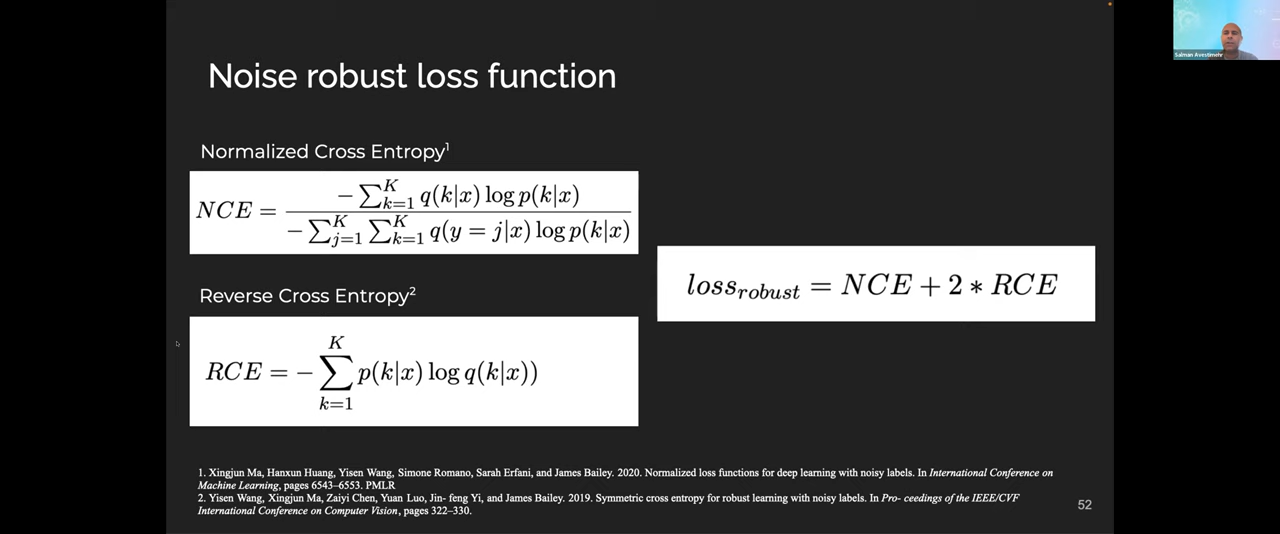 Salman Avestimehr
Noise robust loss function
Normalized Cross Entropy¹
NCE = \frac{-\sum_{k=1}^{K} q(k|x) \log p(k|x)}{-\sum_{j=1}^{K} \sum_{k=1}^{K} q(y = j|x) \log p(k|x)}
loss_{robust} = NCE + 2 * RCE
Reverse Cross Entropy²
RCE = -\sum_{k=1}^{K} p(k|x) \log q(k|x))
1. Xingjun Ma, Hanxun Huang, Yisen Wang, Simone Romano, Sarah Erfani, and James Bailey. 2020. Normalized loss functions for deep learning with noisy labels. In International Conference on
Machine Learning, pages 6543–6553. PMLR
2. Yisen Wang, Xingjun Ma, Zaiyi Chen, Yuan Luo, Jin- feng Yi, and James Bailey. 2019. Symmetric cross entropy for robust learning with noisy labels. In Pro- ceedings of the IEEE/CVF
International Conference on Computer Vision, pages 322–330.
52